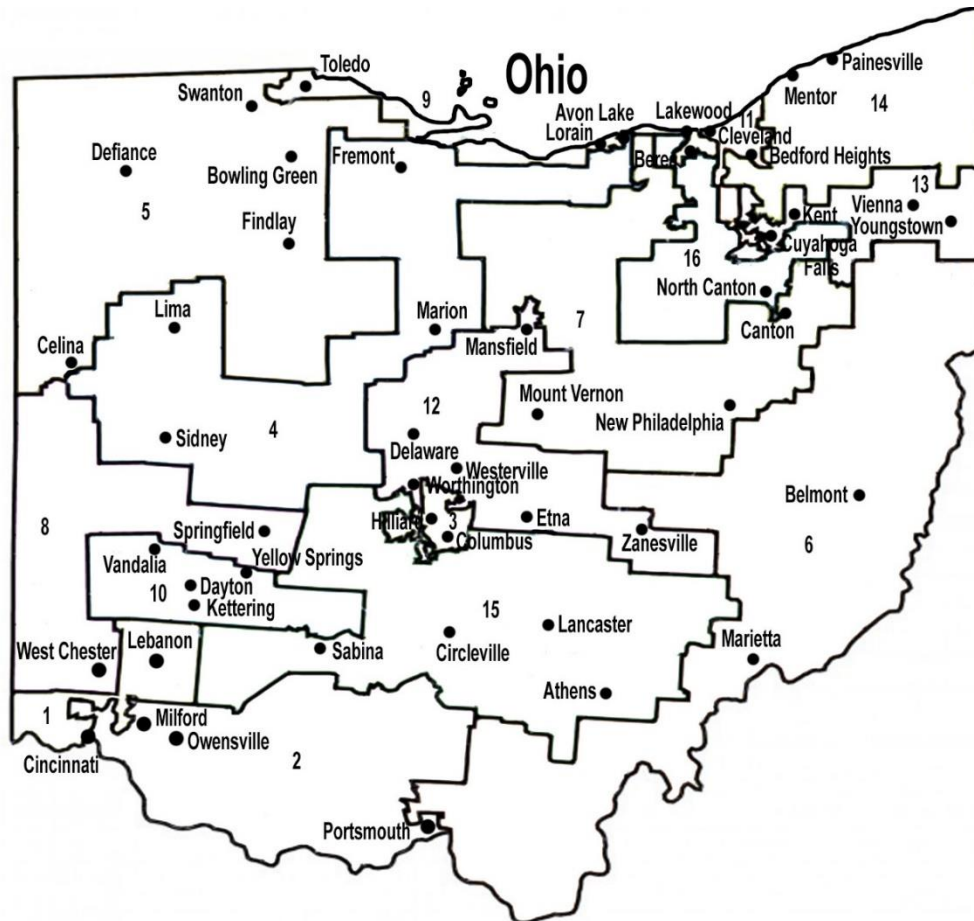 Ohio
Toledo
Painesville
Swanton
9
Mentor
14
Avon Lake
Lakewood
11
Lorain
Cleveland
Defiance
Bowling Green
Fremont
Berea
Bedford Heights
13
5
Vienna
Kent
Findlay
Youngstown
Cuyahoga
Falls
16
North Canton
Lima
Marion
7
Canton
Mansfield
Celina
12
Mount Vernon
New Philadelphia
Sidney
4
Delaware
Westerville
Worthington
Belmont
8
Springfield
Hilliard
3
Etna
Columbus
Zanesville
6
Vandalia
Yellow Springs
10
Dayton
Kettering
15
Lancaster
Circleville
Marietta
Lebanon
West Chester
Sabina
Athens
1
Milford
Owensville
Cincinnati
2
Portsmouth